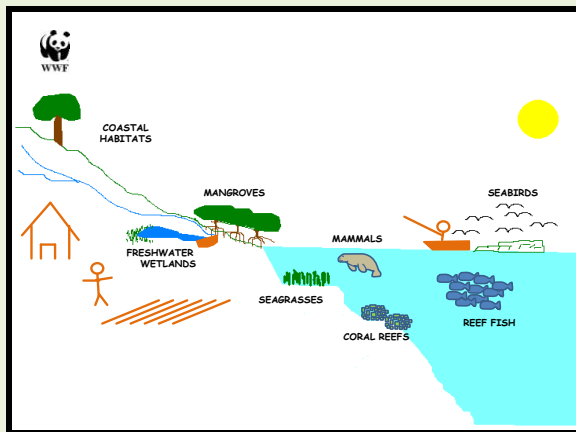 WWF
COASTAL
HABITATS
MANGROVES
SEABIRDS
MAMMALS
FRESHWATER
WETLANDS
SEAGRASSES
REEF FISH
CORAL REEFS